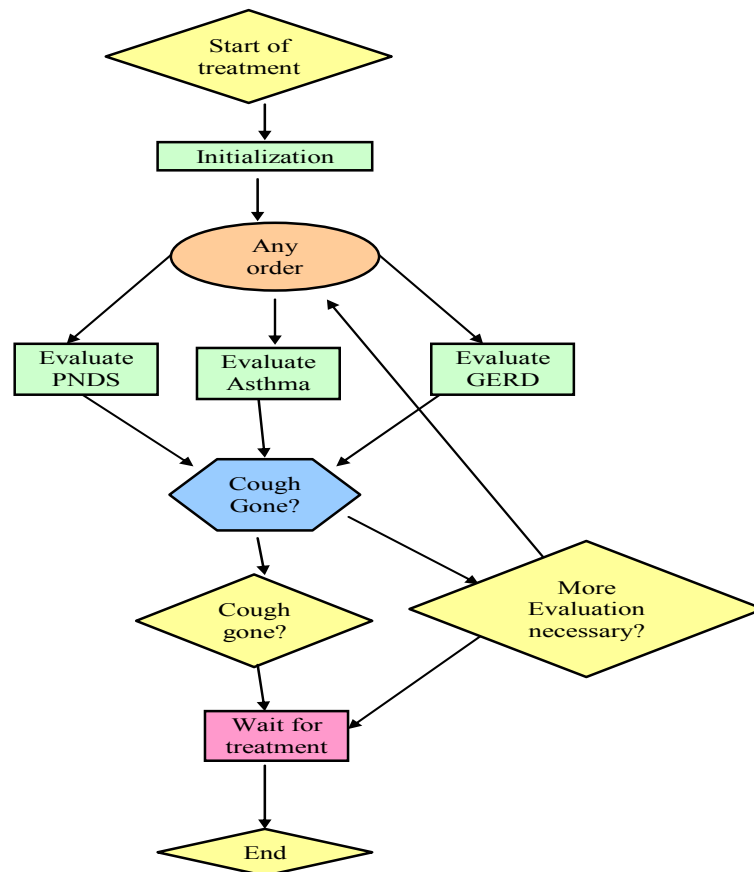 Start of
treatment
Initialization
Any
order
Evaluate
PNDS
Evaluate
Asthma
Evaluate
GERD
Cough
Gone?
Cough
gone?
More
Evaluation
necessary?
Wait for
treatment
End